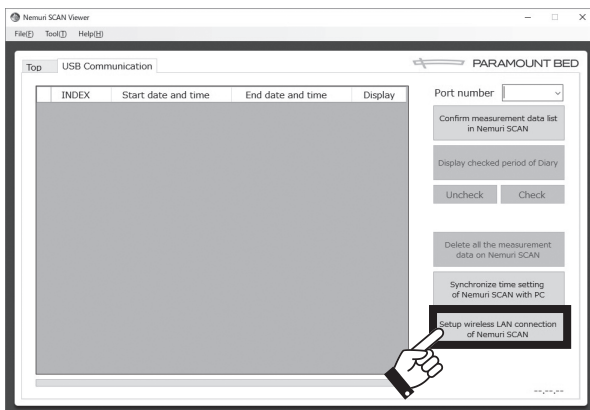 Nemuri SCAN Viewer
File(F) Tool(T) Help(H)
PARAMOUNT BED
Top USB Communication
INDEX Start date and time End date and time Display
Port number
Confirm measurement data list
in Nemuri SCAN
Display checked period of Diary
Uncheck Check
Delete all the measurement
data on Nemuri SCAN
Synchronize time setting
of Nemuri SCAN with PC
Setup wireless LAN connection
of Nemuri SCAN
--.--.--